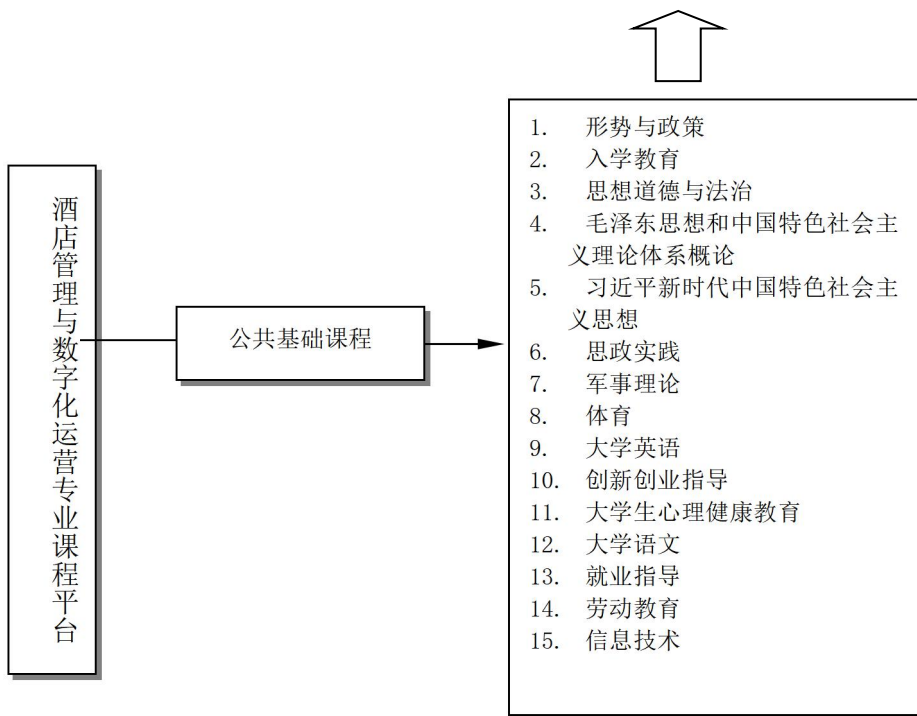 酒店管理与数字化运营专业课程平台
公共基础课程
1. 形势与政策
2. 入学教育
3. 思想道德与法治
4. 毛泽东思想和中国特色社会主
义理论体系概论
5. 习近平新时代中国特色社会主
义思想
6. 思政实践
7. 军事理论
8. 体育
9. 大学英语
10. 创新创业指导
11. 大学生心理健康教育
12. 大学语文
13. 就业指导
14. 劳动教育
15. 信息技术